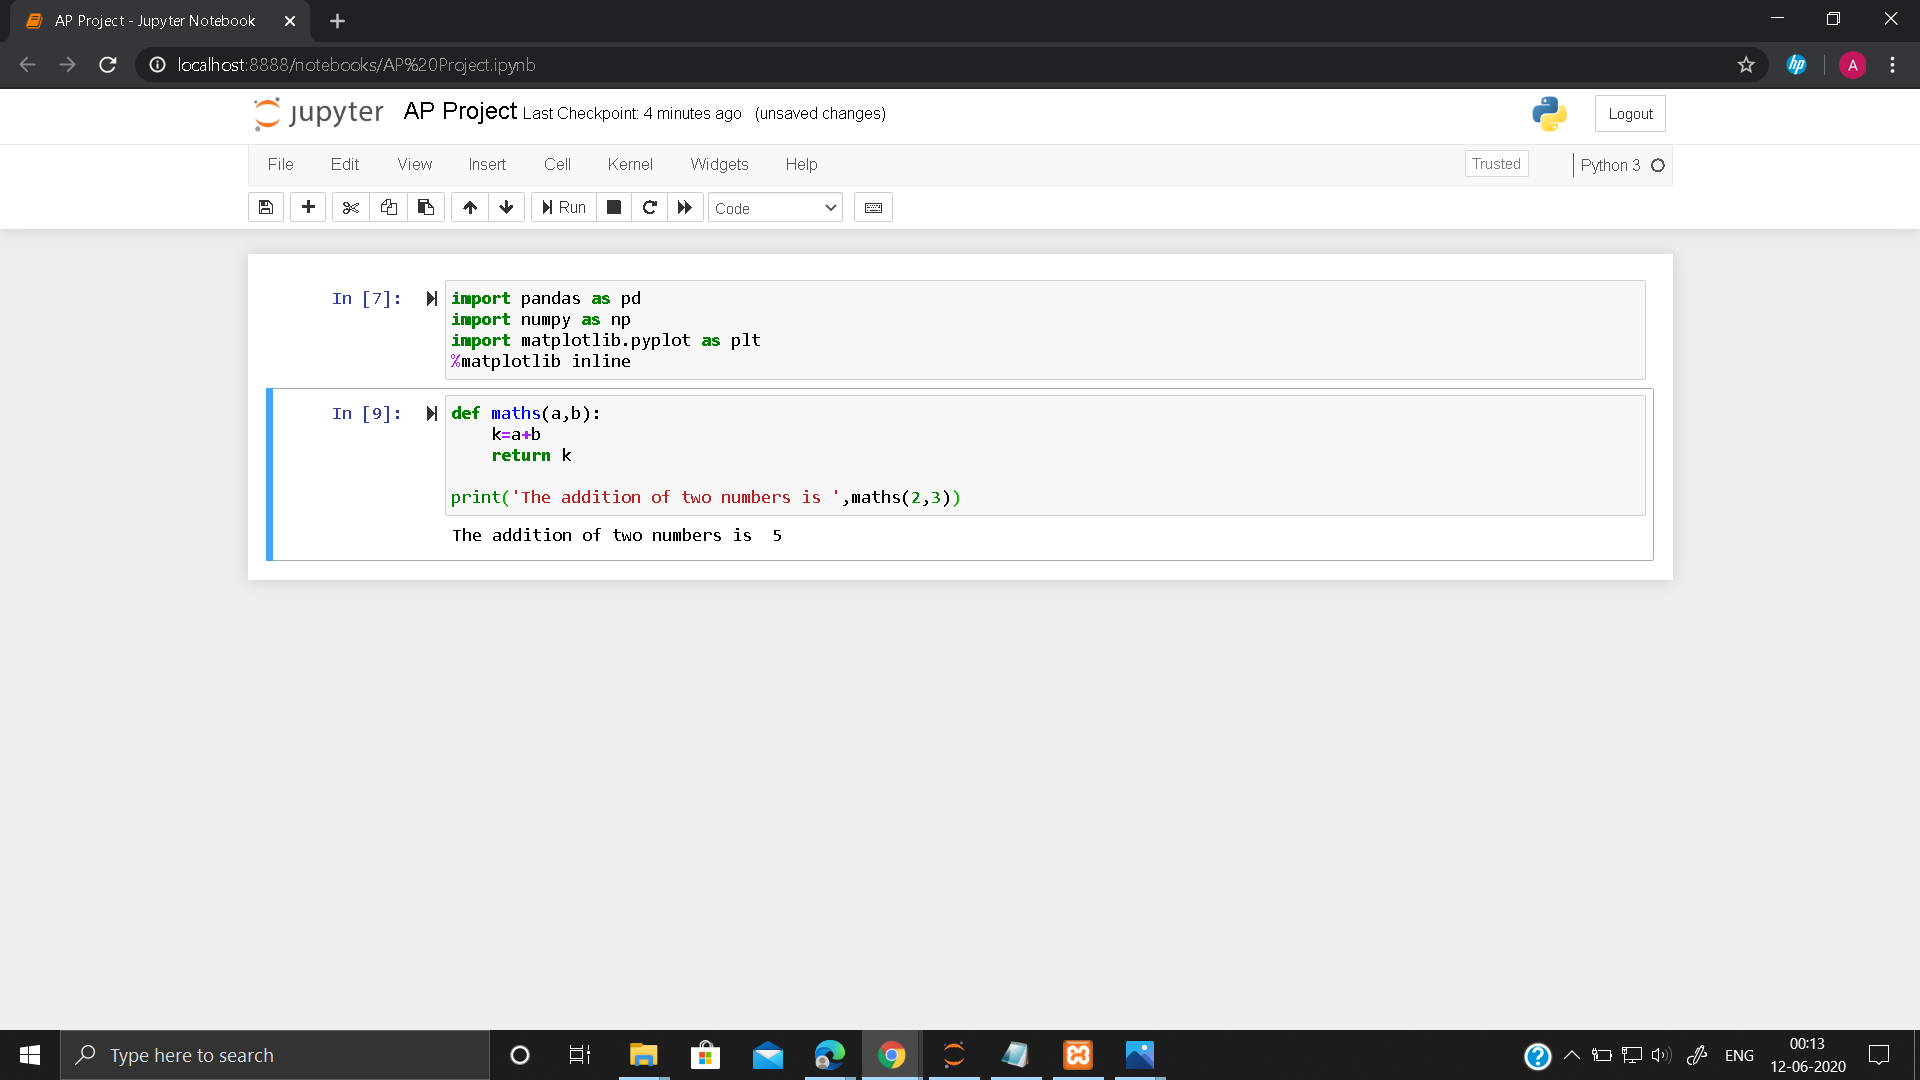 AP Project - Jupyter Notebook
localhost:8888/notebooks/AP%20Project.ipynb
hp
A
jupyter AP Project Last Checkpoint: 4 minutes ago (unsaved changes)
Logout
File Edit View Insert Cell Kernel Widgets Help
Trusted
Python 3
Run
Code
In [7]:
import pandas as pd
import numpy as np
import matplotlib.pyplot as plt
%matplotlib inline
In [9]:
def maths(a,b):
    k=a+b
    return k
print('The addition of two numbers is ',maths(2,3))
The addition of two numbers is  5
Type here to search
ENG
00:13
12-06-2020